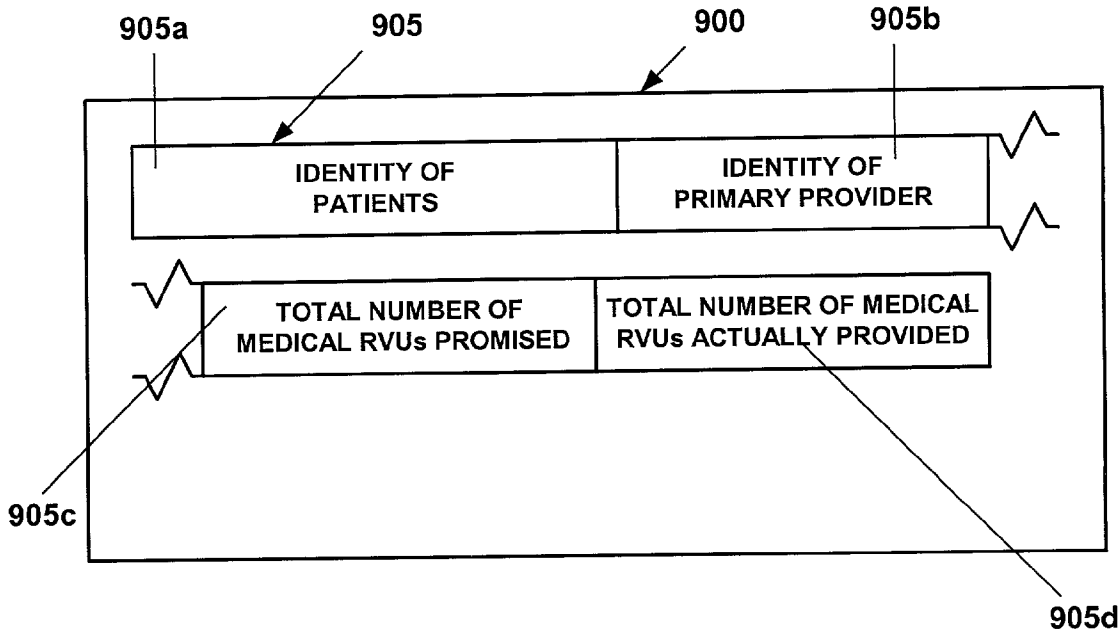 905a
905
900
905b
IDENTITY OF
PATIENTS
IDENTITY OF
PRIMARY PROVIDER
TOTAL NUMBER OF
MEDICAL RVUs PROMISED
TOTAL NUMBER OF MEDICAL
RVUs ACTUALLY PROVIDED
905c
905d